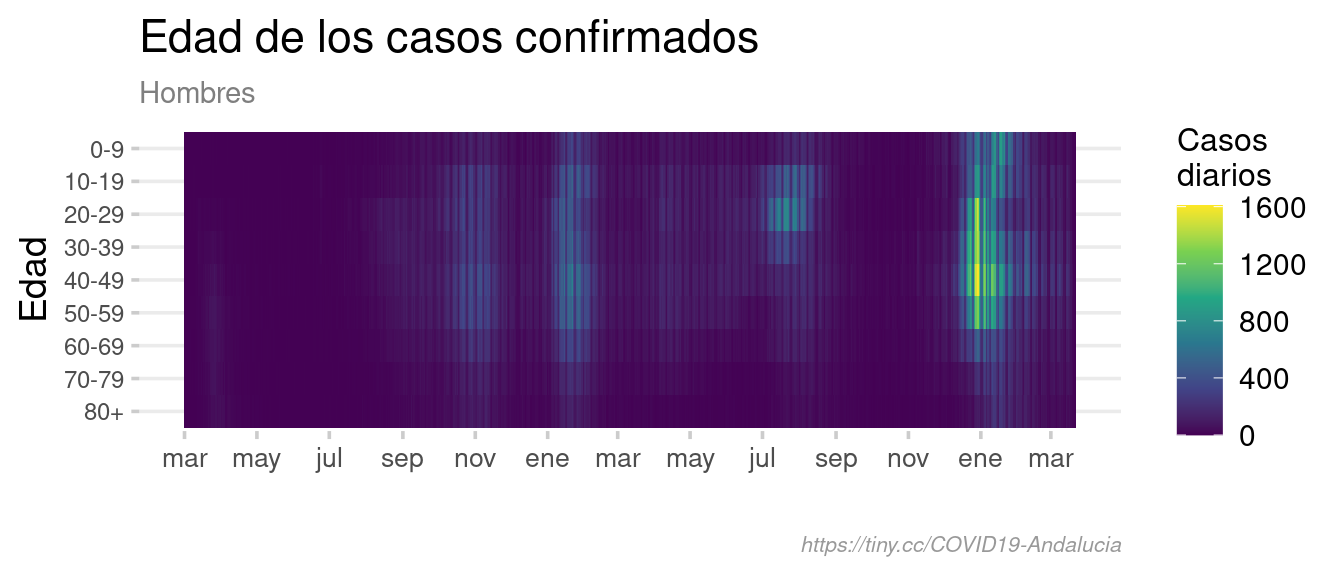 Edad de los casos confirmados
Hombres
Casos
diarios
1600
1200
800
400
0
Edad
0-9
10-19
20-29
30-39
40-49
50-59
60-69
70-79
80+
mar may jul sep nov ene mar may jul sep nov ene mar
https://tiny.cc/COVID19-Andalucia